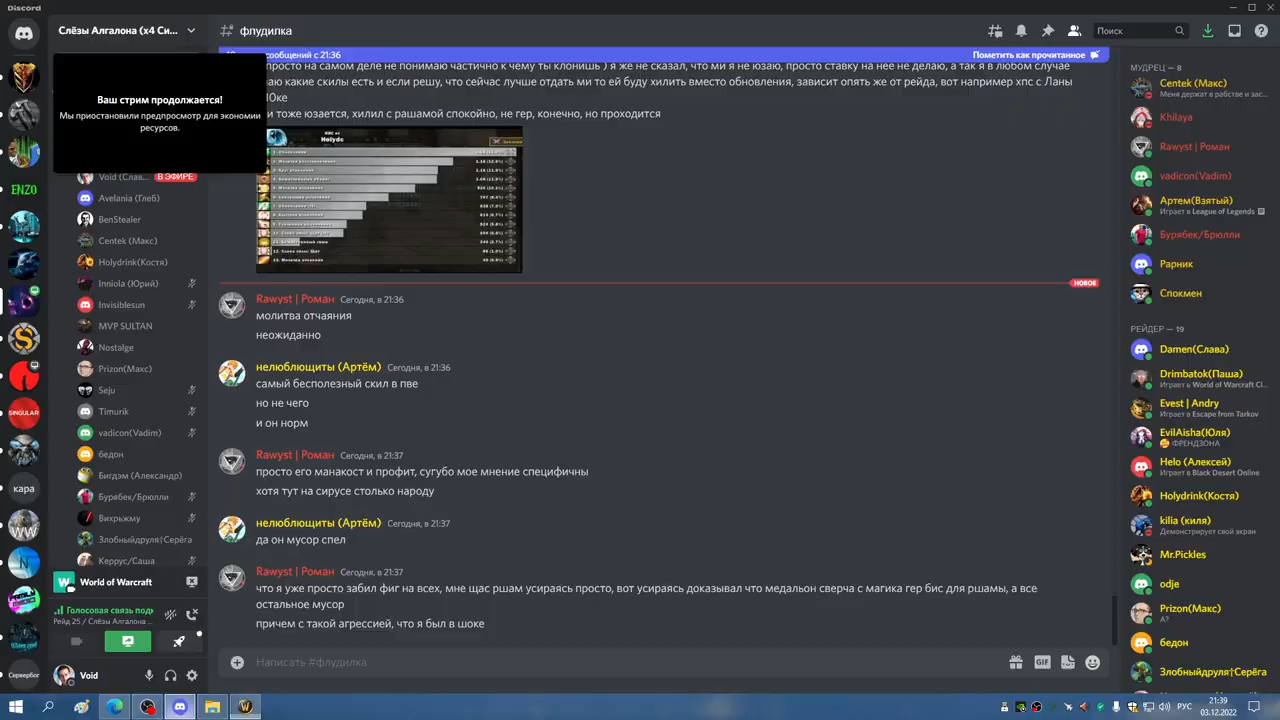 Discord
Слёзы Алгалона (x4 Си...
флудилка
Поиск
сообщений с 21:36
Пометить как прочитанное
просто на самом деле не понимаю частично к чему ты клонишь ) я же не сказал, что ми я не юзаю, просто ставку на нее не делаю, а так я в любом случае
какие скилы есть и если решу, что сейчас лучше отдать ми то ей буду хилить вместо обновления, зависит опять же от рейда, вот например хпс с Ланы
и тоже юзается, хилил с рашамой спокойно, не гер, конечно, но проходится
Ваш стрим продолжается!
Мы приостановили предпросмотр для экономии
ресурсов.
ENZO
SINGULAR
кара
WW
N
Сервербог
Void (Слав...
В ЭФИРЕ
Avelania (Глеб)
BenStealer
Centek (Макс)
Holydrink(Костя)
Inniola (Юрий)
Invisiblesun
MVP SULTAN
Nostalge
Prizon(Макс)
Seju
Timurik
vadicon(Vadim)
бедон
Бигдэм (Александр)
Бурябек/Брюлли
Вихрьжму
Злобныйдруля†Серёга
Керрус/Саша
World of Warcraft
Голосовая связь подк
Рейд 25 / Слёзы Алгалона ...
Void
НОВОЕ
Rawyst | Роман Сегодня, в 21:36
молитва отчаяния
неожиданно
нелюблющиты (Артём) Сегодня, в 21:36
самый бесполезный скил в пве
но не чего
и он норм
Rawyst | Роман Сегодня, в 21:37
просто его манакост и профит, сугубо мое мнение специфичны
хотя тут на сирусе столько народу
нелюблющиты (Артём) Сегодня, в 21:37
да он мусор спел
Rawyst | Роман Сегодня, в 21:37
что я уже просто забил фиг на всех, мне щас ршам усираясь просто, вот усираясь доказывал что медальон сверча с магика гер бис для ршамы, а все
остальное мусор
причем с такой агрессией, что я был в шоке
Написать #флудилка
GIF
МУДРЕЦ — 8
Centek (Макс)
Меня держат в рабстве и зас...
Khilaya
Rawyst | Роман
vadicon(Vadim)
Артем(Взятый)
Играет в League of Legends
Бурябек/Брюлли
Рарник
Спокмен
РЕЙДЕР — 19
Damen(Слава)
Drimbatok(Паша)
Играет в World of Warcraft Cl...
Evest | Andry
Играет в Escape from Tarkov
EvilAisha(Юля)
ФРЕНДЗОНА
Helo (Алексей)
Играет в Black Desert Online
Holydrink(Костя)
kilia (киля)
Демонстрирует свой экран
Mr.Pickles
odje
Prizon(Макс)
А?
бедон
Злобныйдруля†Серёга
РУС
21:39
03.12.2022